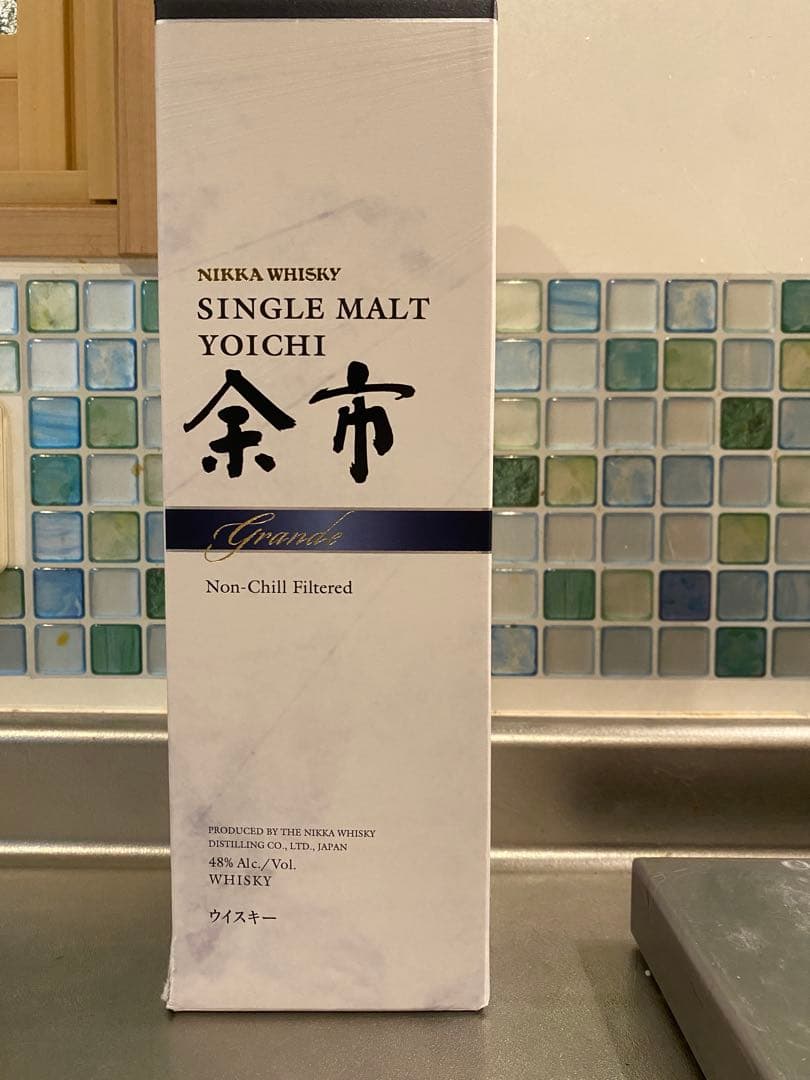 NIKKA WHISKY
SINGLE MALT
YOICHI
余市
Grande
Non-Chill Filtered
PRODUCED BY THE NIKKA WHISKY
DISTILLING CO., LTD., JAPAN
48% Alc./Vol.
WHISKY
ウイスキー